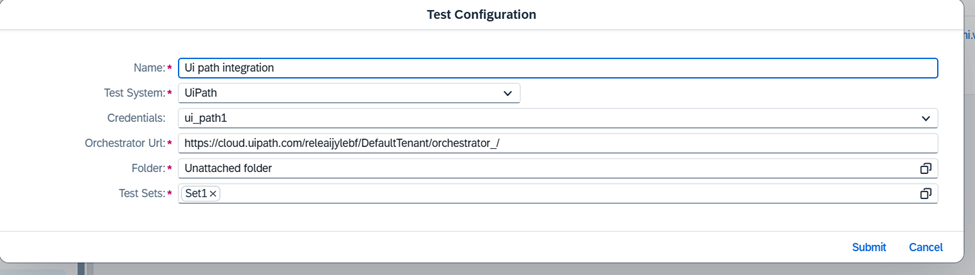 Test Configuration
Name:* Ui path integration
Test System:* UiPath
Credentials: ui_path1
Orchestrator Url:* https://cloud.uipath.com/releaijylebf/DefaultTenant/orchestrator_/
Folder:* Unattached folder
Test Sets:* Set1 ×
Submit Cancel